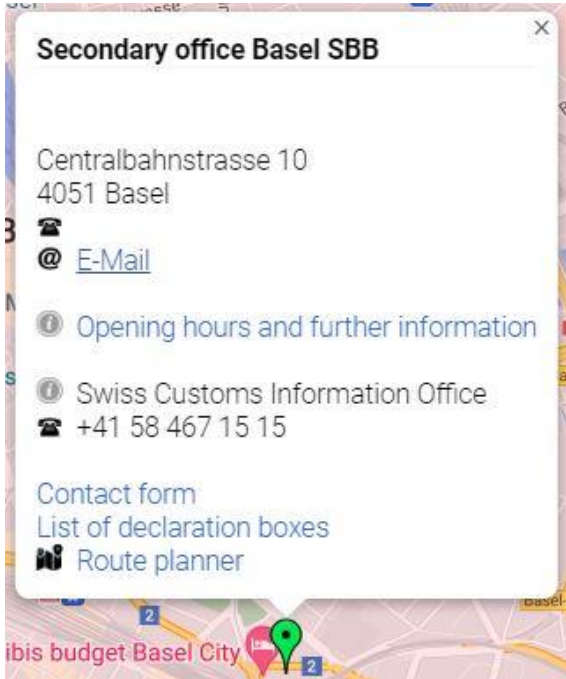 Secondary office Basel SBB
Centralbahnstrasse 10
4051 Basel
@ E-Mail
Opening hours and further information
Swiss Customs Information Office
+41 58 467 15 15
Contact form
List of declaration boxes
Route planner
2
Basel-
ibis budget Basel City
2